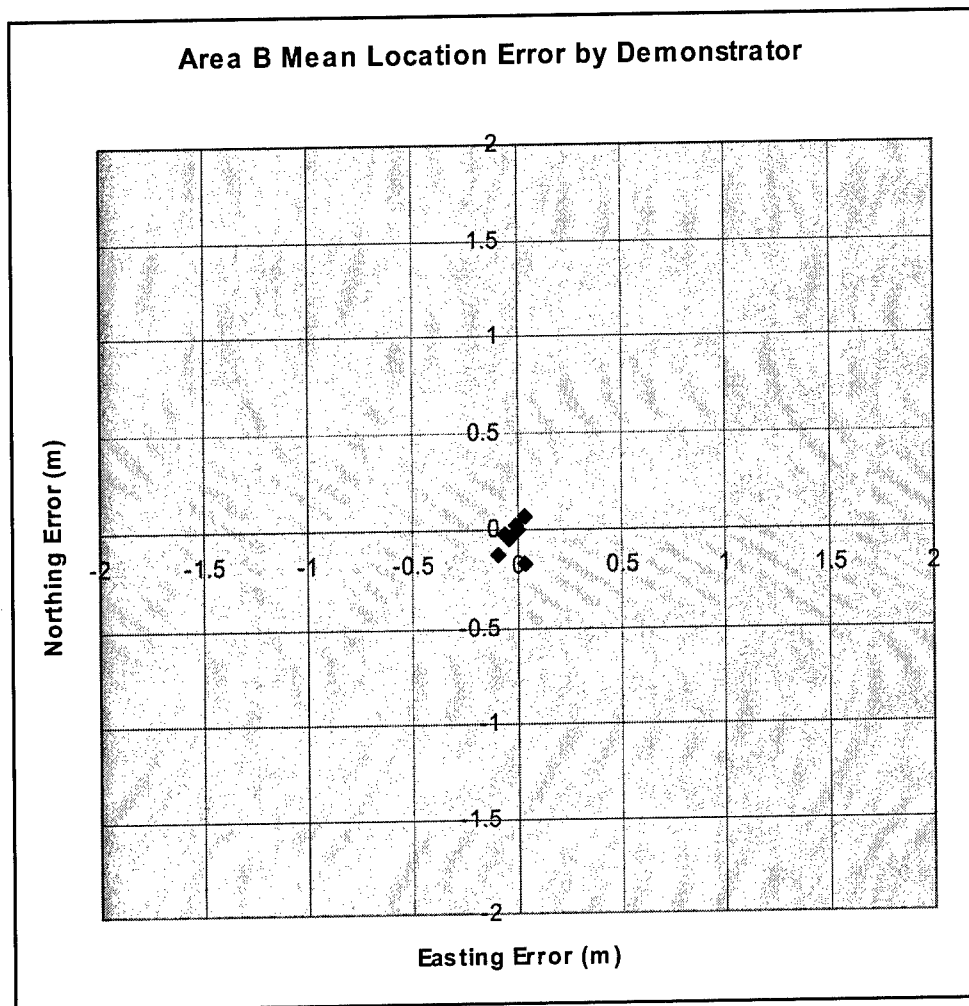 Area B Mean Location Error by Demonstrator
2
1.5
1
0.5
0
-2 -1.5 -1 -0.5 0 0.5 1 1.5 2
-0.5
-1
-1.5
-2
Northing Error (m)
Easting Error (m)